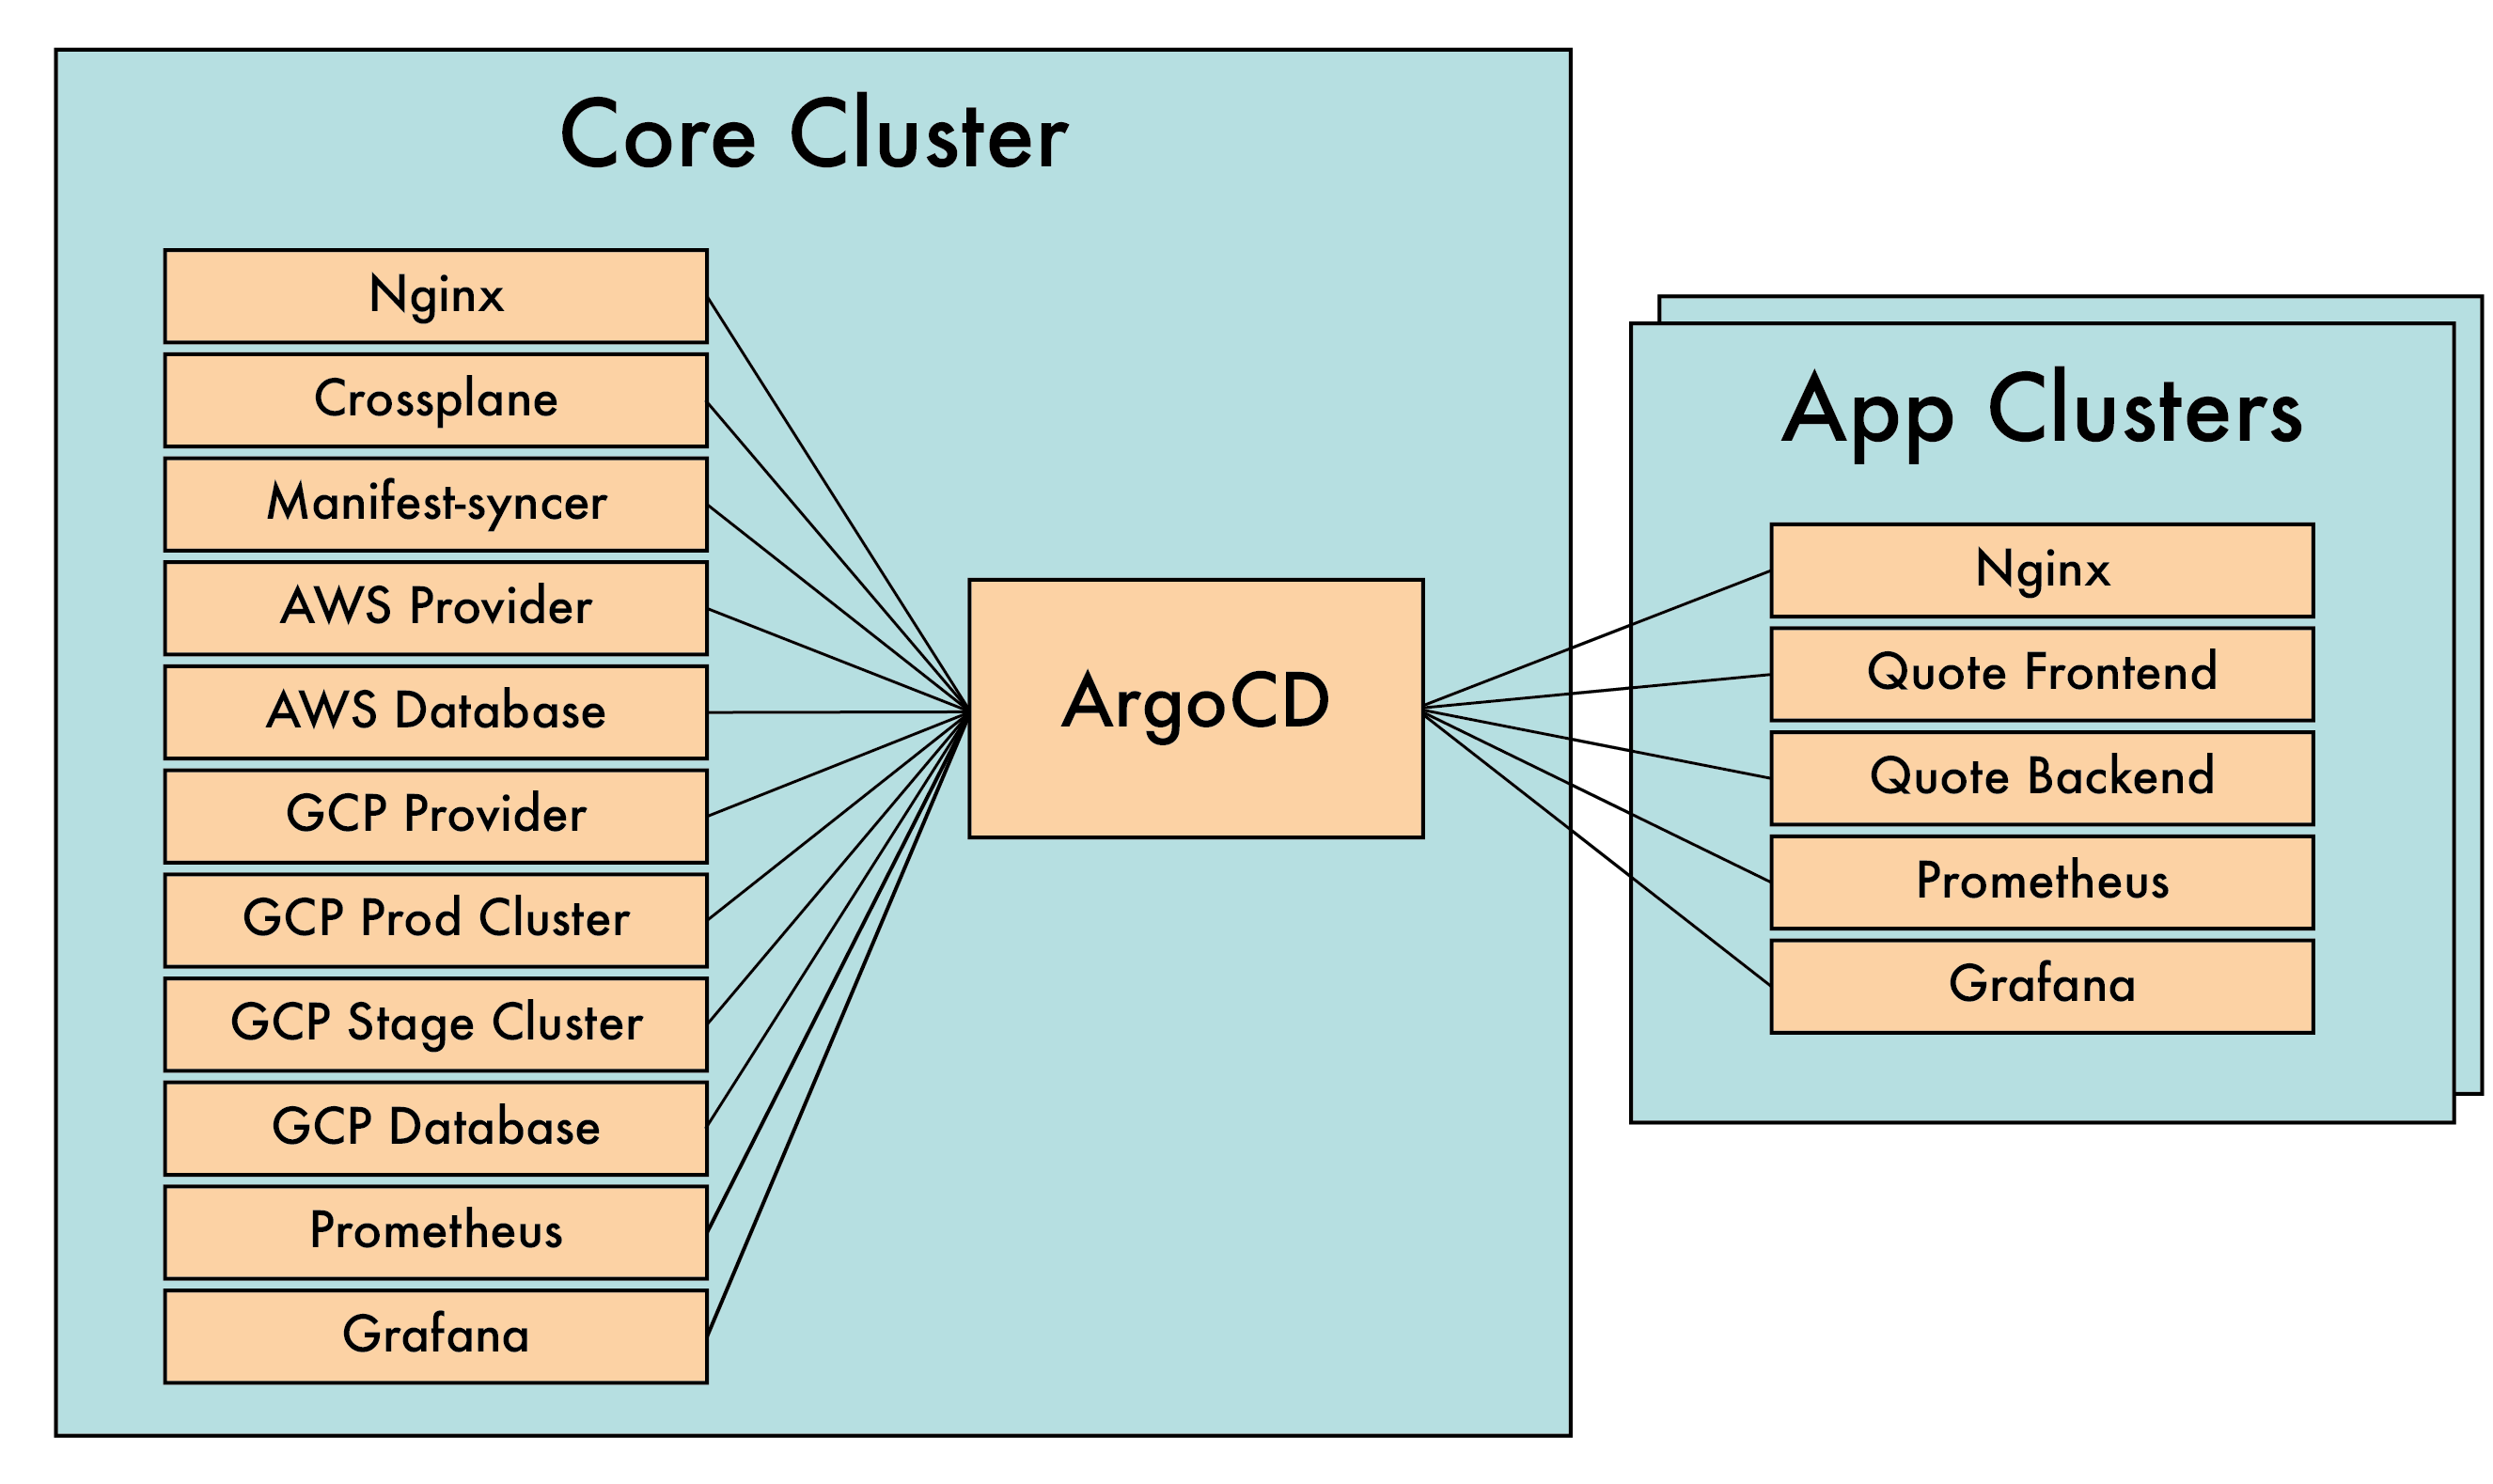 Core Cluster
Nginx
Crossplane
Manifest-syncer
AWS Provider
AWS Database
GCP Provider
GCP Prod Cluster
GCP Stage Cluster
GCP Database
Prometheus
Grafana
ArgoCD
App Clusters
Nginx
Quote Frontend
Quote Backend
Prometheus
Grafana